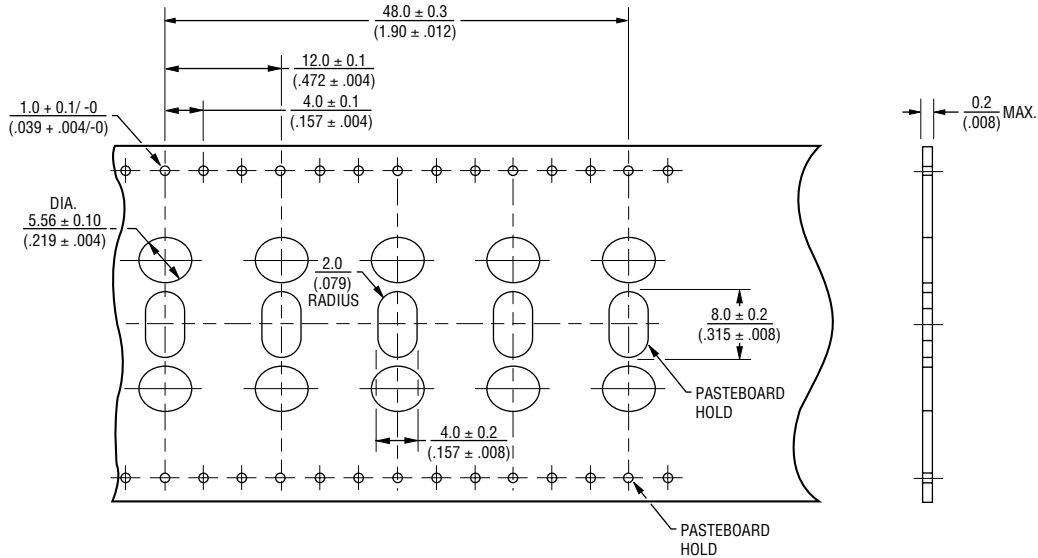 48.0 ± 0.3
(1.90 ± .012)
12.0 ± 0.1
(.472 ± .004)
4.0 ± 0.1
(.157 ± .004)
1.0 + 0.1/ -0
(.039 + .004/-0)
0.2
(.008)
MAX.
DIA.
5.56 ± 0.10
(.219 ± .004)
2.0
(.079)
RADIUS
8.0 ± 0.2
(.315 ± .008)
PASTEBOARD
HOLD
4.0 ± 0.2
(.157 ± .008)
PASTEBOARD
HOLD